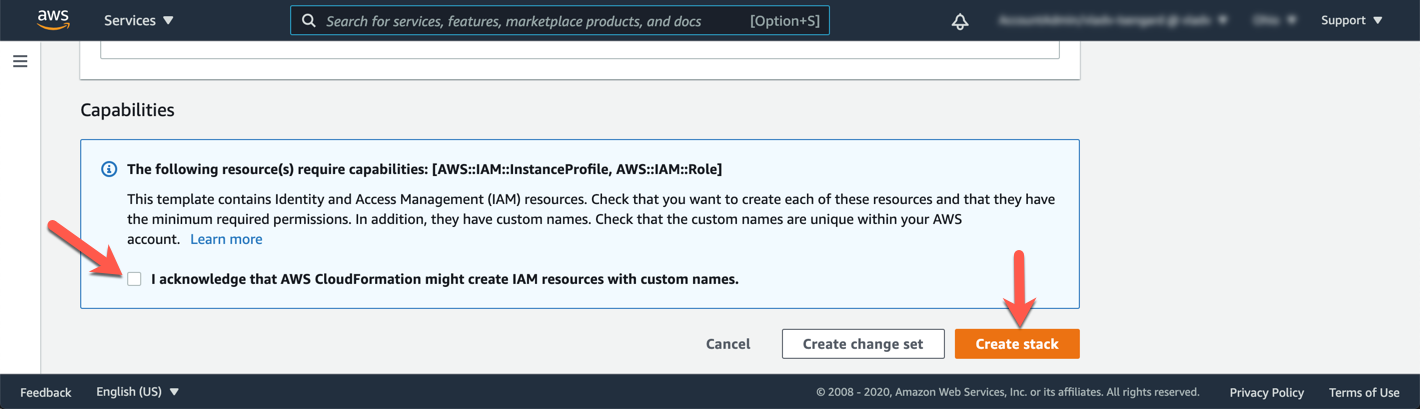 aws Services Search for services, features, marketplace products, and docs [Option+S] Support
Capabilities
The following resource(s) require capabilities: [AWS::IAM::InstanceProfile, AWS::IAM::Role]
This template contains Identity and Access Management (IAM) resources. Check that you want to create each of these resources and that they have
the minimum required permissions. In addition, they have custom names. Check that the custom names are unique within your AWS
account. Learn more
I acknowledge that AWS CloudFormation might create IAM resources with custom names.
Cancel Create change set Create stack
Feedback English (US) © 2008 - 2020, Amazon Web Services, Inc. or its affiliates. All rights reserved. Privacy Policy Terms of Use